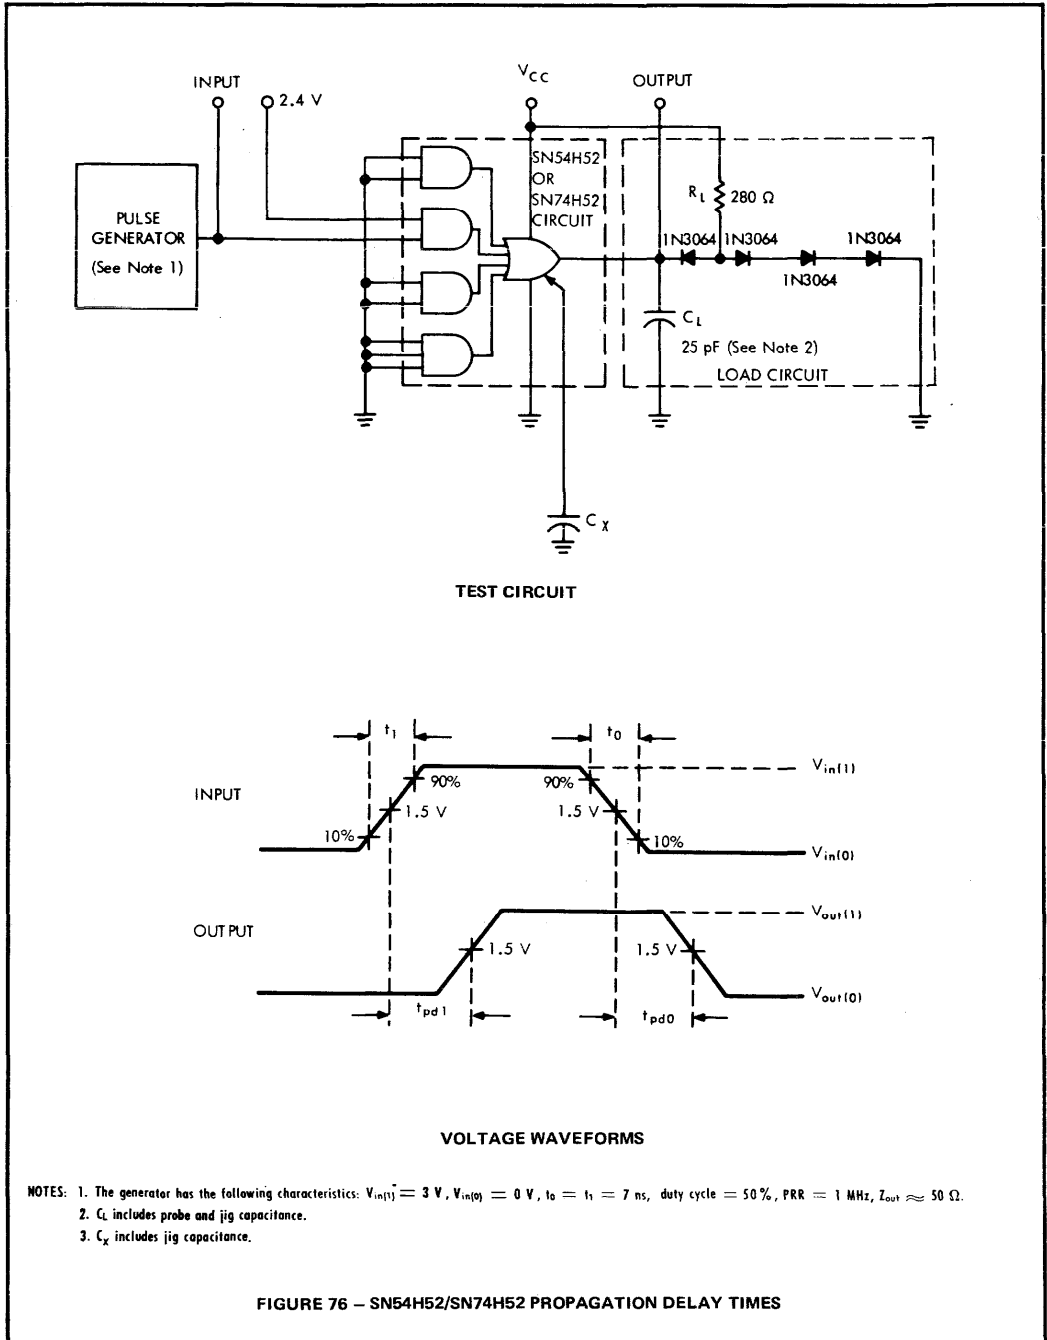 INPUT
2.4 V
VCC
OUTPUT
PULSE
GENERATOR
(See Note 1)
SN54H52
OR
SN74H52
CIRCUIT
RL 280 Ω
1N3064 1N3064 1N3064
1N3064
CL
25 pF (See Note 2)
LOAD CIRCUIT
CX
TEST CIRCUIT
t1 t0
Vin(1)
90% 90%
INPUT
1.5 V 1.5 V
10% 10%
Vin(0)
Vout(1)
OUTPUT
1.5 V 1.5 V
Vout(0)
tpd1 tpd0
VOLTAGE WAVEFORMS
NOTES: 1. The generator has the following characteristics: Vin(1) = 3 V, Vin(0) = 0 V, t0 = t1 = 7 ns, duty cycle = 50%, PRR = 1 MHz, Zout ≈ 50 Ω.
2. CL includes probe and jig capacitance.
3. Cx includes jig capacitance.
FIGURE 76 – SN54H52/SN74H52 PROPAGATION DELAY TIMES